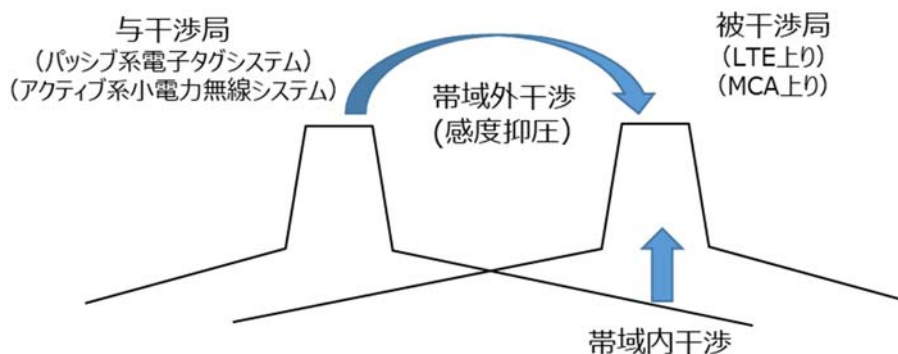 与干渉局
(パッシブ系電子タグシステム)
(アクティブ系小電力無線システム)
被干渉局
(LTE上り)
(MCA上り)
帯域外干渉
(感度抑圧)
帯域内干渉